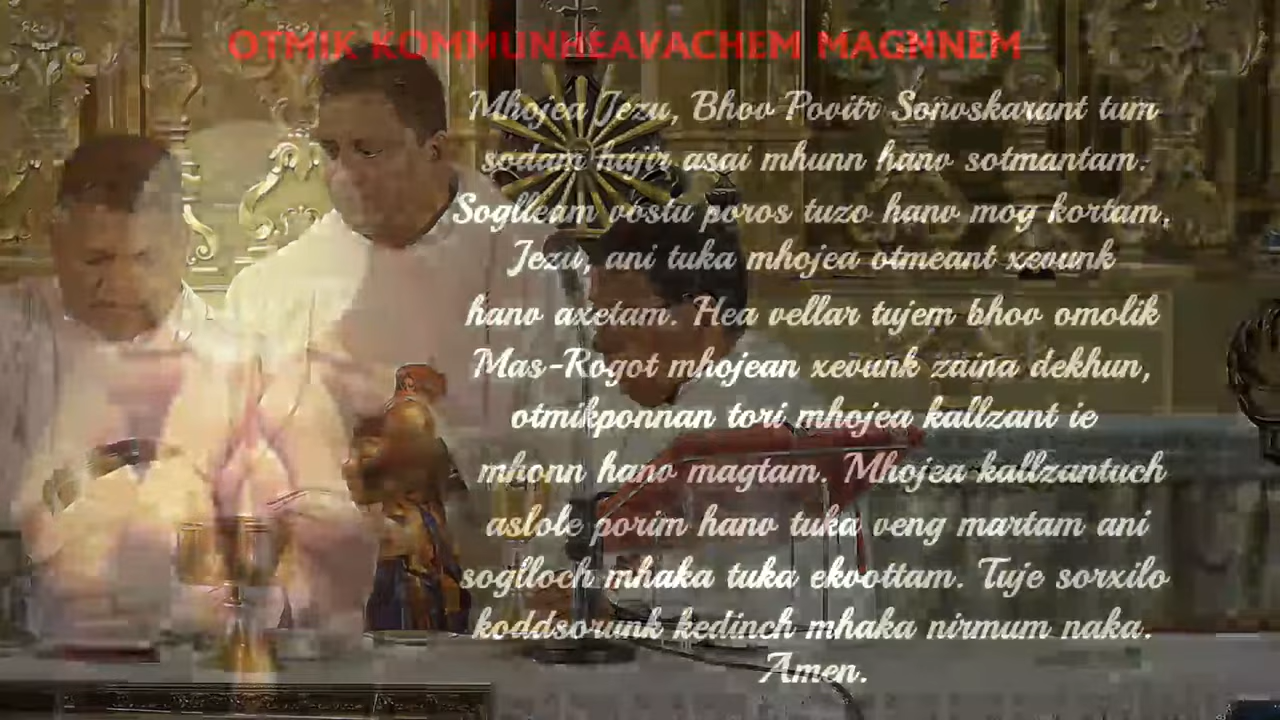 OTMIK KOMMUNHEAVACHEM MAGNNEM
Mhojea Jezu, Bhov Povitr Sonvskarant tum
sodam hajir asai mhunn hanv sotmantam.
Soglleam vostu poros tuzo hanv mog kortam,
Jezu, ani tuka mhojea otmeant xevunk
hanv axetam. Hea vellar tujem bhov omolik
Mas-Rogot mhojean xevunk zaina dekhun,
otmikponnan tori mhojea kallzant ie
mhonn hanv magtam. Mhojea kallzantuch
aslole porim hanv tuka veng martam ani
soglloch mhaka tuka ekvottam. Tuje sorxilo
koddsorunk kedinch mhaka nirmum naka.
Amen.